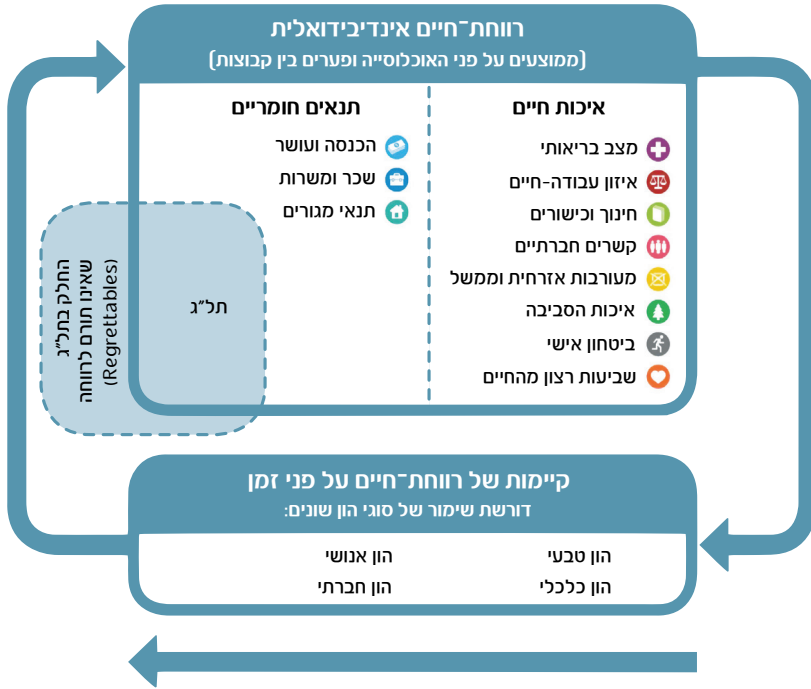 רווחת־חיים אינדיבידואלית
(ממוצעים על פני האוכלוסייה ופערים בין קבוצות)
איכות חיים
מצב בריאותי
איזון עבודה-חיים
חינוך וכישורים
קשרים חברתיים
מעורבות אזרחית וממשל
איכות הסביבה
ביטחון אישי
שביעות רצון מהחיים
תנאים חומריים
הכנסה ועושר
שכר ומשרות
תנאי מגורים
תל״ג
החלק בתל״ג
שאינו תורם לרווחה
(Regrettables)
קיימות של רווחת־חיים על פני זמן
דורשת שימור של סוגי הון שונים:
הון טבעי
הון אנושי
הון כלכלי
הון חברתי